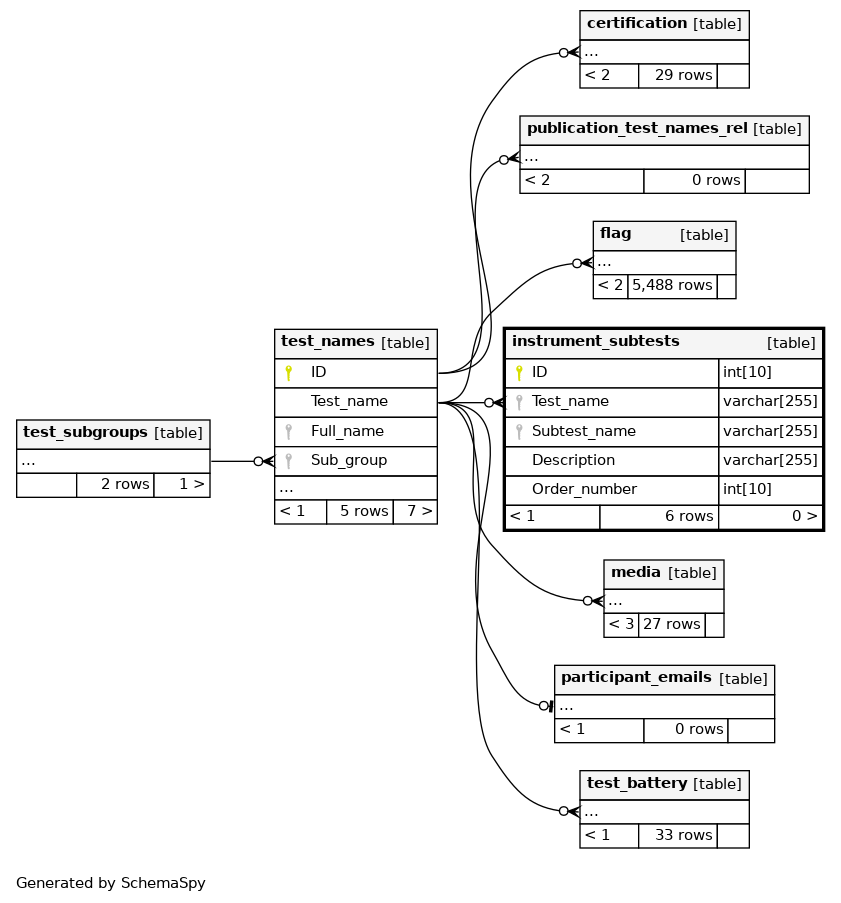 certification [table]
...
< 2 29 rows
publication_test_names_rel [table]
...
< 2 0 rows
flag [table]
...
< 2 5,488 rows
test_names [table]
ID
Test_name
Full_name
Sub_group
...
< 1 5 rows 7 >
instrument_subtests [table]
ID int[10]
Test_name varchar[255]
Subtest_name varchar[255]
Description varchar[255]
Order_number int[10]
< 1 6 rows 0 >
test_subgroups [table]
...
2 rows 1 >
media [table]
...
< 3 27 rows
participant_emails [table]
...
< 1 0 rows
test_battery [table]
...
< 1 33 rows
Generated by SchemaSpy